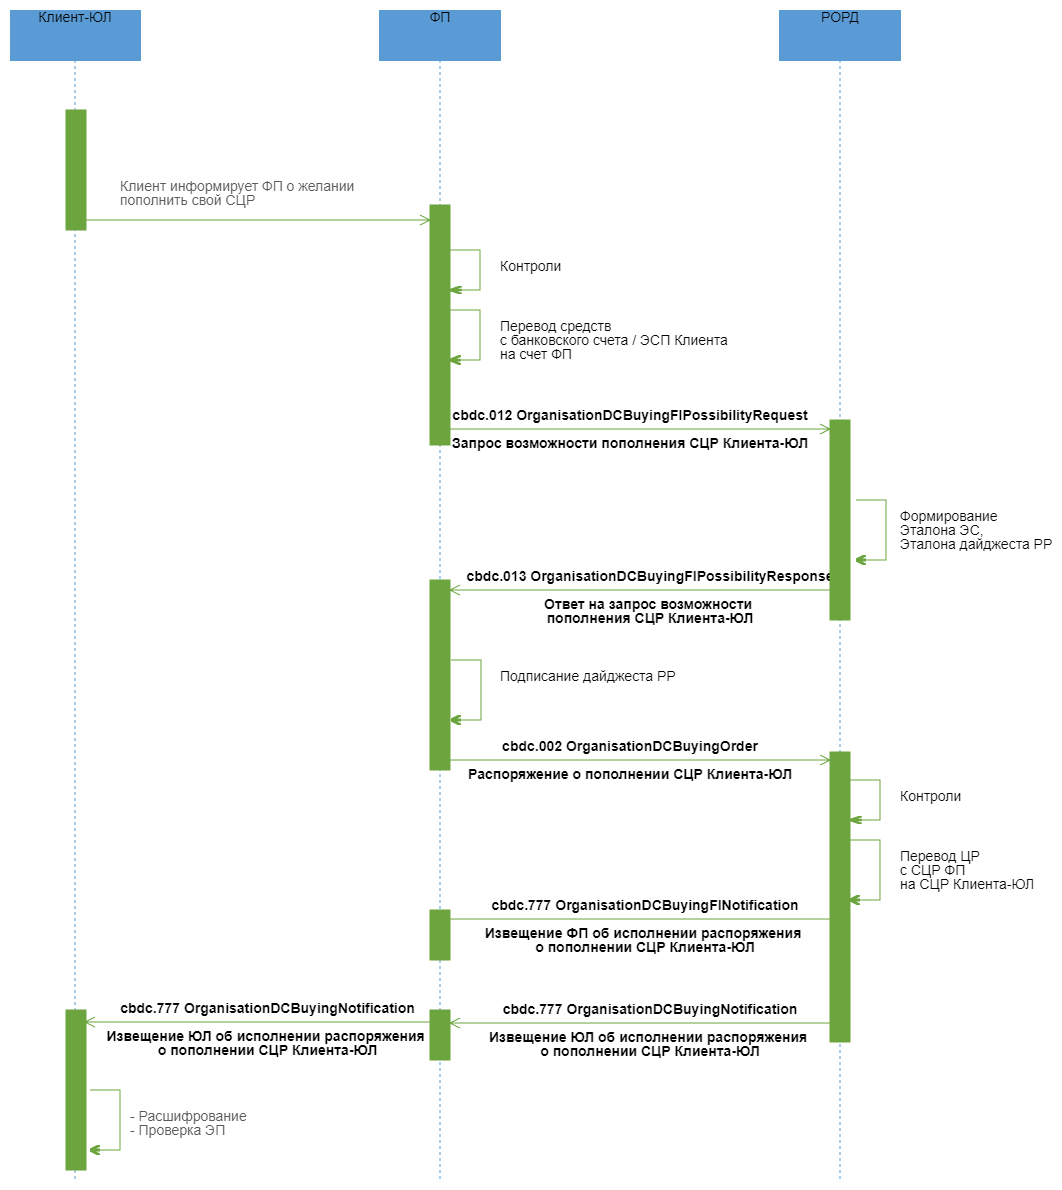 Клиент-ЮЛ
ФП
РОРД
Клиент информирует ФП о желании
пополнить свой СЦР
Контроли
Перевод средств
с банковского счета / ЭСП Клиента
на счет ФП
cbdc.012 OrganisationDCBuyingFIPossibilityRequest
Запрос возможности пополнения СЦР Клиента-ЮЛ
Формирование
Эталона ЭС,
Эталона дайджеста РР
cbdc.013 OrganisationDCBuyingFIPossibilityResponse
Ответ на запрос возможности
пополнения СЦР Клиента-ЮЛ
Подписание дайджеста РР
cbdc.002 OrganisationDCBuyingOrder
Распоряжение о пополнении СЦР Клиента-ЮЛ
Контроли
Перевод ЦР
с СЦР ФП
на СЦР Клиента-ЮЛ
cbdc.777 OrganisationDCBuyingFINotification
Извещение ФП об исполнении распоряжения
о пополнении СЦР Клиента-ЮЛ
cbdc.777 OrganisationDCBuyingNotification
Извещение ЮЛ об исполнении распоряжения
о пополнении СЦР Клиента-ЮЛ
cbdc.777 OrganisationDCBuyingNotification
Извещение ЮЛ об исполнении распоряжения
о пополнении СЦР Клиента-ЮЛ
- Расшифрование
- Проверка ЭП